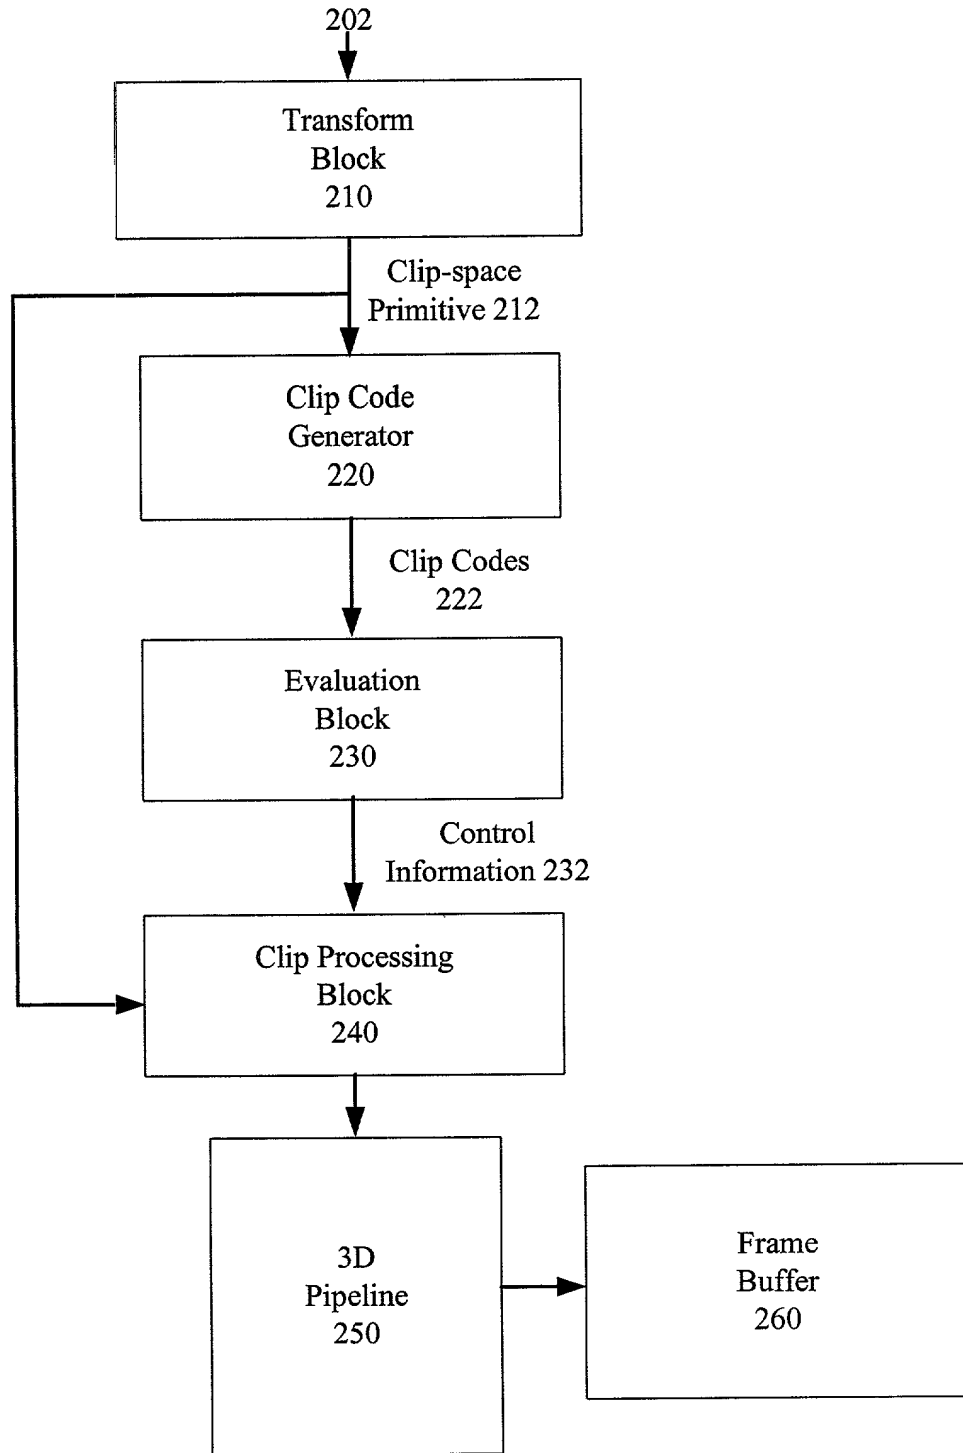 202
Transform
Block
210
Clip-space
Primitive 212
Clip Code
Generator
220
Clip Codes
222
Evaluation
Block
230
Control
Information 232
Clip Processing
Block
240
3D
Pipeline
250
Frame
Buffer
260